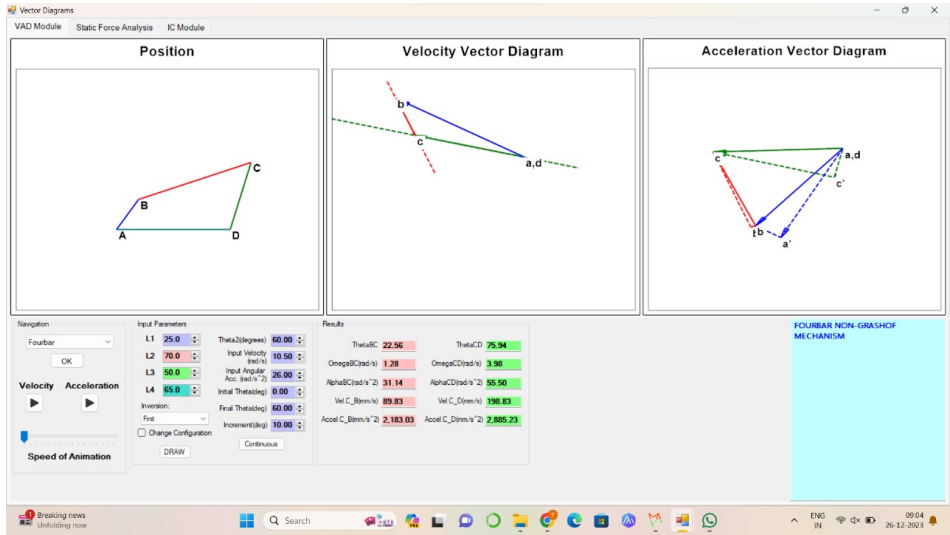 Vector Diagrams
VAD Module Static Force Analysis IC Module
Position
B
C
A
D
Velocity Vector Diagram
b
c
a,d
Acceleration Vector Diagram
c
a,d
c'
tb
a'
Navigation
Fourbar
OK
Velocity Acceleration
Speed of Animation
Input Parameters
L1 25.0
L2 70.0
L3 50.0
L4 65.0
Inversion:
First
Change Configuration
DRAW
Theta2(degrees) 60.00
Input Velocity (rad/s) 10.50
Input Angular Acc. (rad/s^2) 26.00
Initial Theta(deg) 0.00
Final Theta(deg) 60.00
Increment(deg) 10.00
Continuous
Results
ThetaBC 22.56 ThetaCD 75.94
OmegaBC(rad/s) 1.28 OmegaCD(rad/s) 3.98
AlphaBC(rad/s^2) 31.14 AlphaCD(rad/s^2) 55.50
Vel.C_B(mm/s) 89.83 Vel.C_D(mm/s) 198.83
Accel.C_B(mm/s^2) 2,183.03 Accel.C_D(mm/s^2) 2,885.23
FOURBAR NON-GRASHOF
MECHANISM
1
Breaking news
Unfolding now
Search
ENG
IN
09:04
26-12-2023